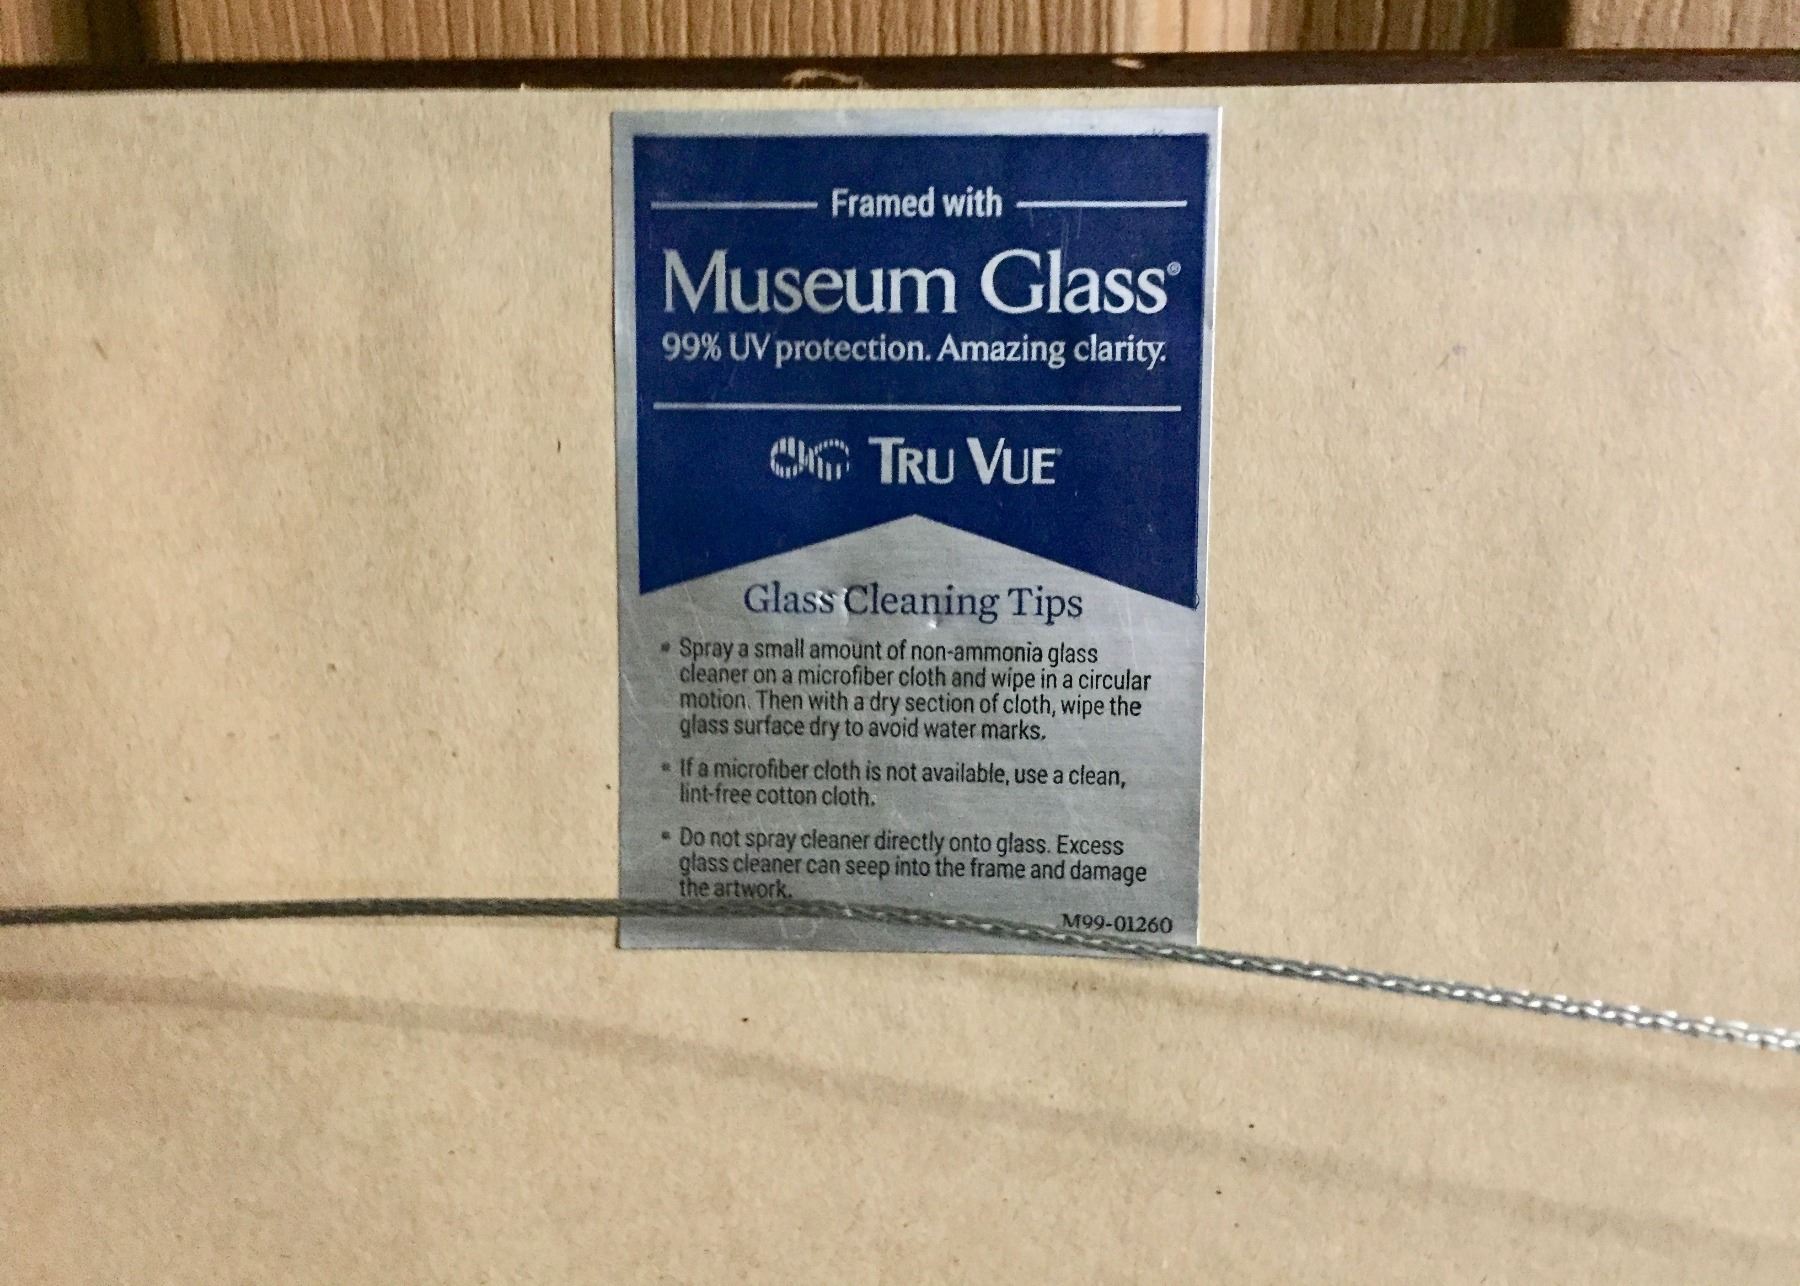 Framed with
Museum Glass®
99% UV protection. Amazing clarity.
TRU VUE
Glass Cleaning Tips
▪ Spray a small amount of non-ammonia glass
cleaner on a microfiber cloth and wipe in a circular
motion. Then with a dry section of cloth, wipe the
glass surface dry to avoid water marks.
▪ If a microfiber cloth is not available, use a clean,
lint-free cotton cloth.
▪ Do not spray cleaner directly onto glass. Excess
glass cleaner can seep into the frame and damage
the artwork.
M99-01260